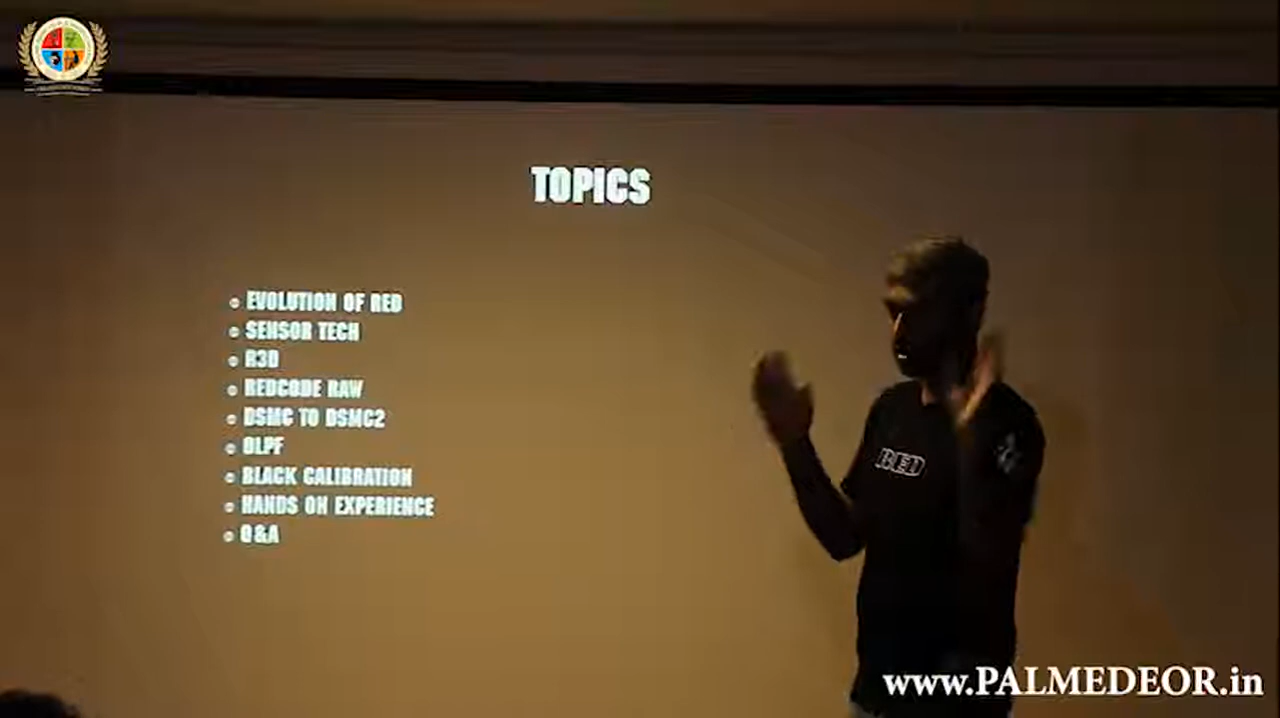 TOPICS
EVOLUTION OF RED
SENSOR TECH
R3D
REDCODE RAW
DSMC TO DSMC2
OLPF
BLACK CALIBRATION
HANDS ON EXPERIENCE
Q&A
RED
www.PALMEDEOR.in